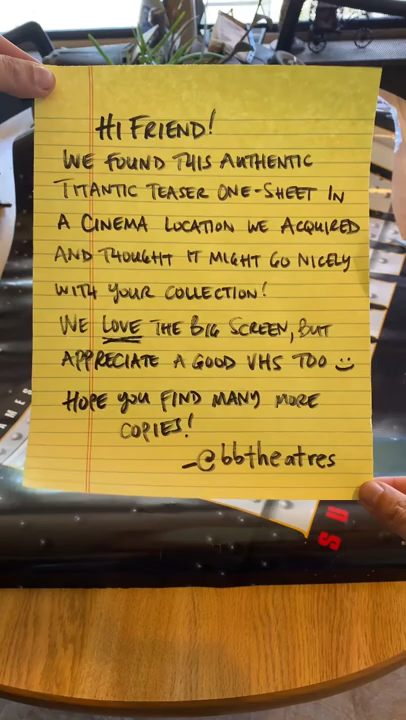 HI FRIEND!
WE FOUND THIS AUTHENTIC
TITANTIC TEASER ONE-SHEET IN
A CINEMA LOCATION WE ACQUIRED
AND THOUGHT IT MIGHT GO NICELY
WITH YOUR COLLECTION!
WE LOVE THE BIG SCREEN, BUT
APPRECIATE A GOOD VHS TOO :)
HOPE YOU FIND MANY MORE
COPIES!
-@bbtheatres